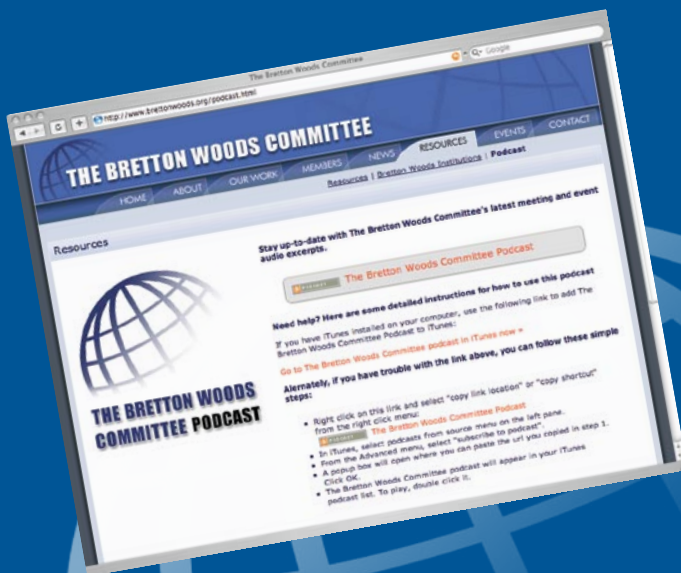 The Bretton Woods Committee
http://www.brettonwoods.org/podcast.html
Google
THE BRETTON WOODS COMMITTEE
HOME
ABOUT
OUR WORK
MEMBERS
NEWS
RESOURCES
EVENTS
CONTACT
Resources | Bretton Woods Institutions | Podcast
Resources
Stay up-to-date with The Bretton Woods Committee's latest meeting and event
audio excerpts.
The Bretton Woods Committee Podcast
Need help? Here are some detailed instructions for how to use this podcast
If you have iTunes installed on your computer, use the following link to add The
Bretton Woods Committee Podcast to iTunes:
Go to The Bretton Woods Committee podcast in iTunes now »
Alernately, if you have trouble with the link above, you can follow these simple
steps:
• Right click on this link and select "copy link location" or "copy shortcut"
from the right click menu:
The Bretton Woods Committee Podcast
• In iTunes, select podcasts from source menu on the left pane.
• From the Advanced menu, select "subscribe to podcast".
• A popup box will open where you can paste the url you copied in step 1.
Click OK.
• The Bretton Woods Committee podcast will appear in your iTunes
podcast list. To play, double click it.
THE BRETTON WOODS
COMMITTEE PODCAST